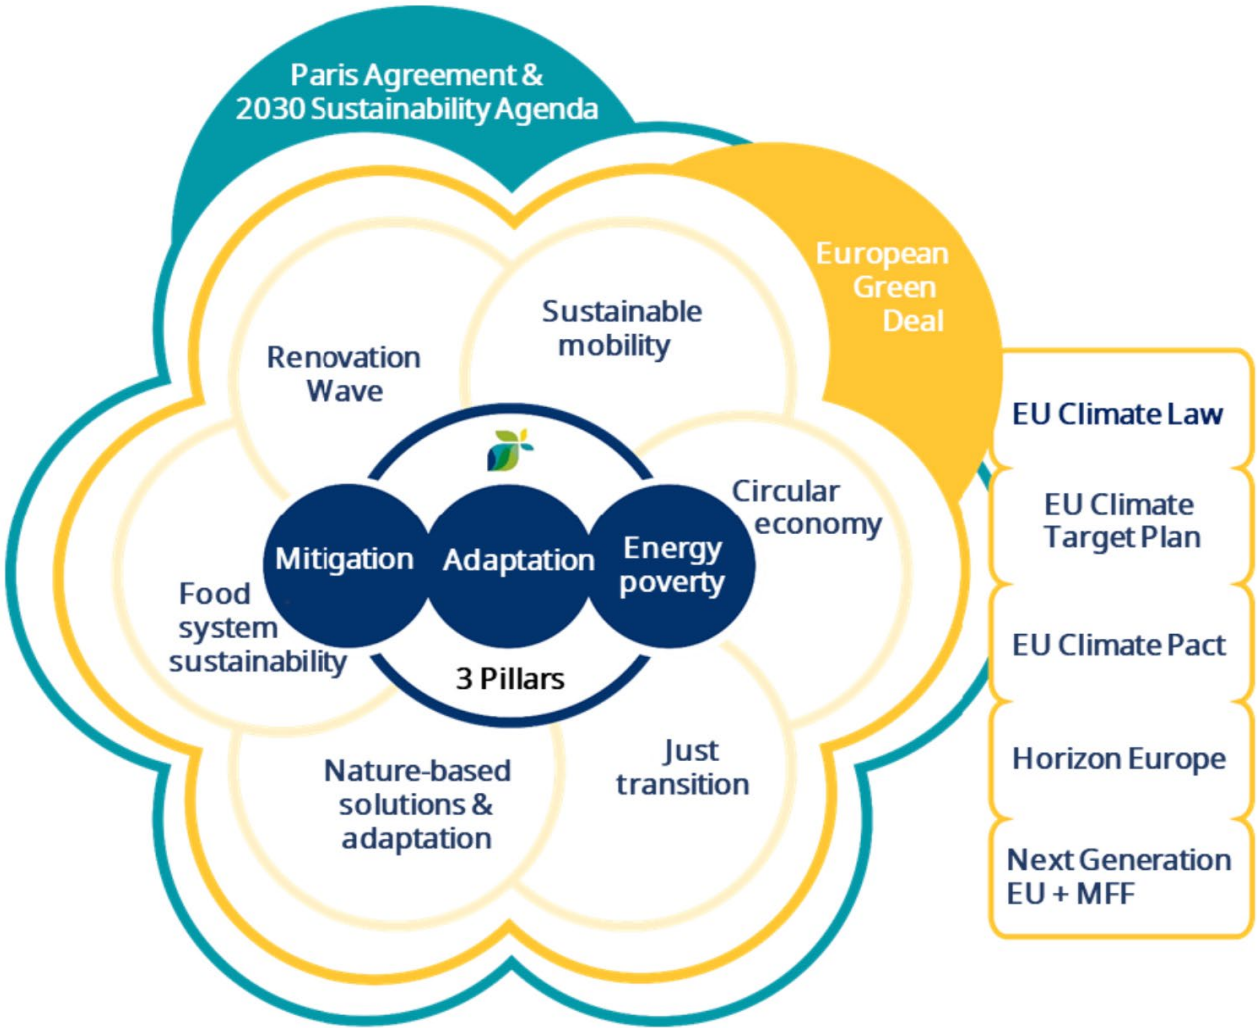 Paris Agreement &
2030 Sustainability Agenda
European
Green
Deal
Sustainable
mobility
Renovation
Wave
Circular
economy
Mitigation
Adaptation
Energy
poverty
Food
system
sustainability
3 Pillars
Nature-based
solutions &
adaptation
Just
transition
EU Climate Law
EU Climate
Target Plan
EU Climate Pact
Horizon Europe
Next Generation
EU + MFF